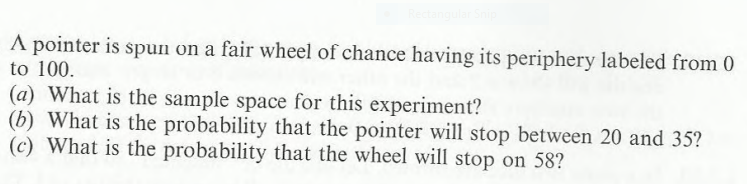 A pointer is spun on a fair wheel of chance having its periphery labeled from 0
to 100.
(a) What is the sample space for this experiment?
(b) What is the probability that the pointer will stop between 20 and 35?
(c) What is the probability that the wheel will stop on 58?